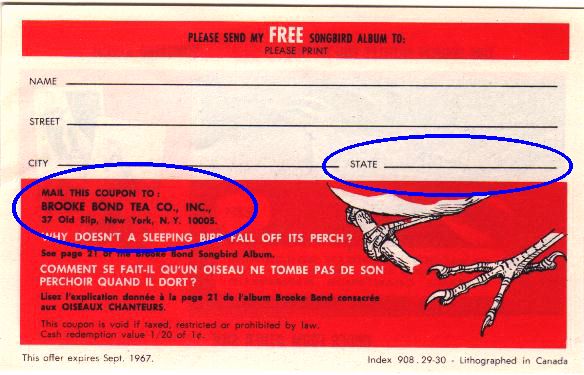 PLEASE SEND MY FREE SONGBIRD ALBUM TO:
PLEASE PRINT
NAME
STREET
CITY STATE
MAIL THIS COUPON TO :
BROOKE BOND TEA CO., INC.,
37 Old Slip, New York, N. Y. 10005.
WHY DOESN'T A SLEEPING BIRD FALL OFF ITS PERCH ?
See page 21 of the Brooke Bond Songbird Album.
COMMENT SE FAIT-IL QU'UN OISEAU NE TOMBE PAS DE SON
PERCHOIR QUAND IL DORT ?
Lisez l'explication donnée à la page 21 de l'album Brooke Bond consacrée
aux OISEAUX CHANTEURS.
This coupon is void if taxed, restricted or prohibited by law.
Cash redemption value 1/20 of 1¢.
This offer expires Sept. 1967.
Index 908.29-30 - Lithographed in Canada